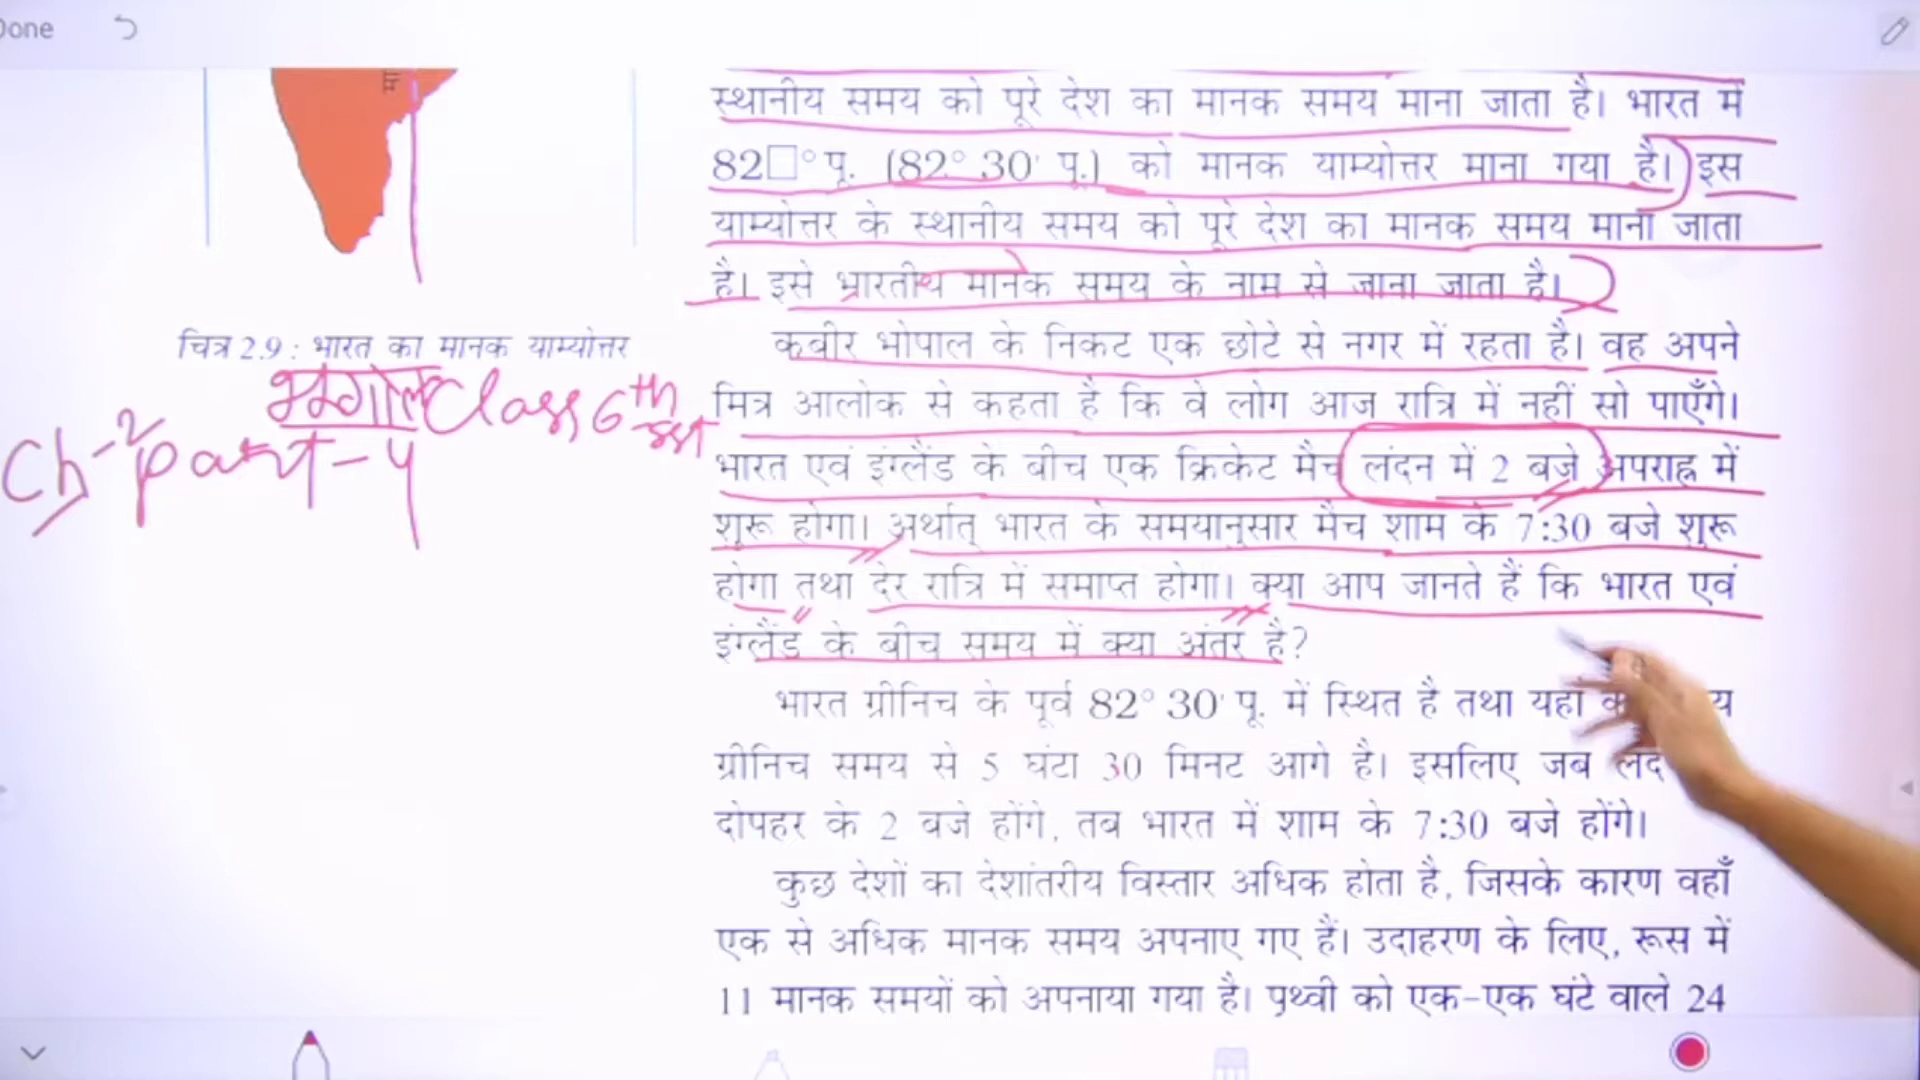 Done
स्थानीय समय को पूरे देश का मानक समय माना जाता है। भारत में
82□° पू. (82° 30' पू.) को मानक याम्योत्तर माना गया है। इस
याम्योत्तर के स्थानीय समय को पूरे देश का मानक समय माना जाता
है। इसे भारतीय मानक समय के नाम से जाना जाता है।
चित्र 2.9 : भारत का मानक याम्योत्तर
भूगोल Class 6th SST
Ch-2 Part-4
कबीर भोपाल के निकट एक छोटे से नगर में रहता है। वह अपने
मित्र आलोक से कहता है कि वे लोग आज रात्रि में नहीं सो पाएँगे।
भारत एवं इंग्लैंड के बीच एक क्रिकेट मैच लंदन में 2 बजे अपराह्न में
शुरू होगा। अर्थात् भारत के समयानुसार मैच शाम के 7:30 बजे शुरू
होगा तथा देर रात्रि में समाप्त होगा। क्या आप जानते हैं कि भारत एवं
इंग्लैंड के बीच समय में क्या अंतर है?
भारत ग्रीनिच के पूर्व 82° 30' पू. में स्थित है तथा यहाँ
ग्रीनिच समय से 5 घंटा 30 मिनट आगे है। इसलिए जब
दोपहर के 2 बजे होंगे, तब भारत में शाम के 7:30 बजे होंगे।
कुछ देशों का देशांतरीय विस्तार अधिक होता है, जिसके कारण वहाँ
एक से अधिक मानक समय अपनाए गए हैं। उदाहरण के लिए, रूस में
11 मानक समयों को अपनाया गया है। पृथ्वी को एक-एक घंटे वाले 24